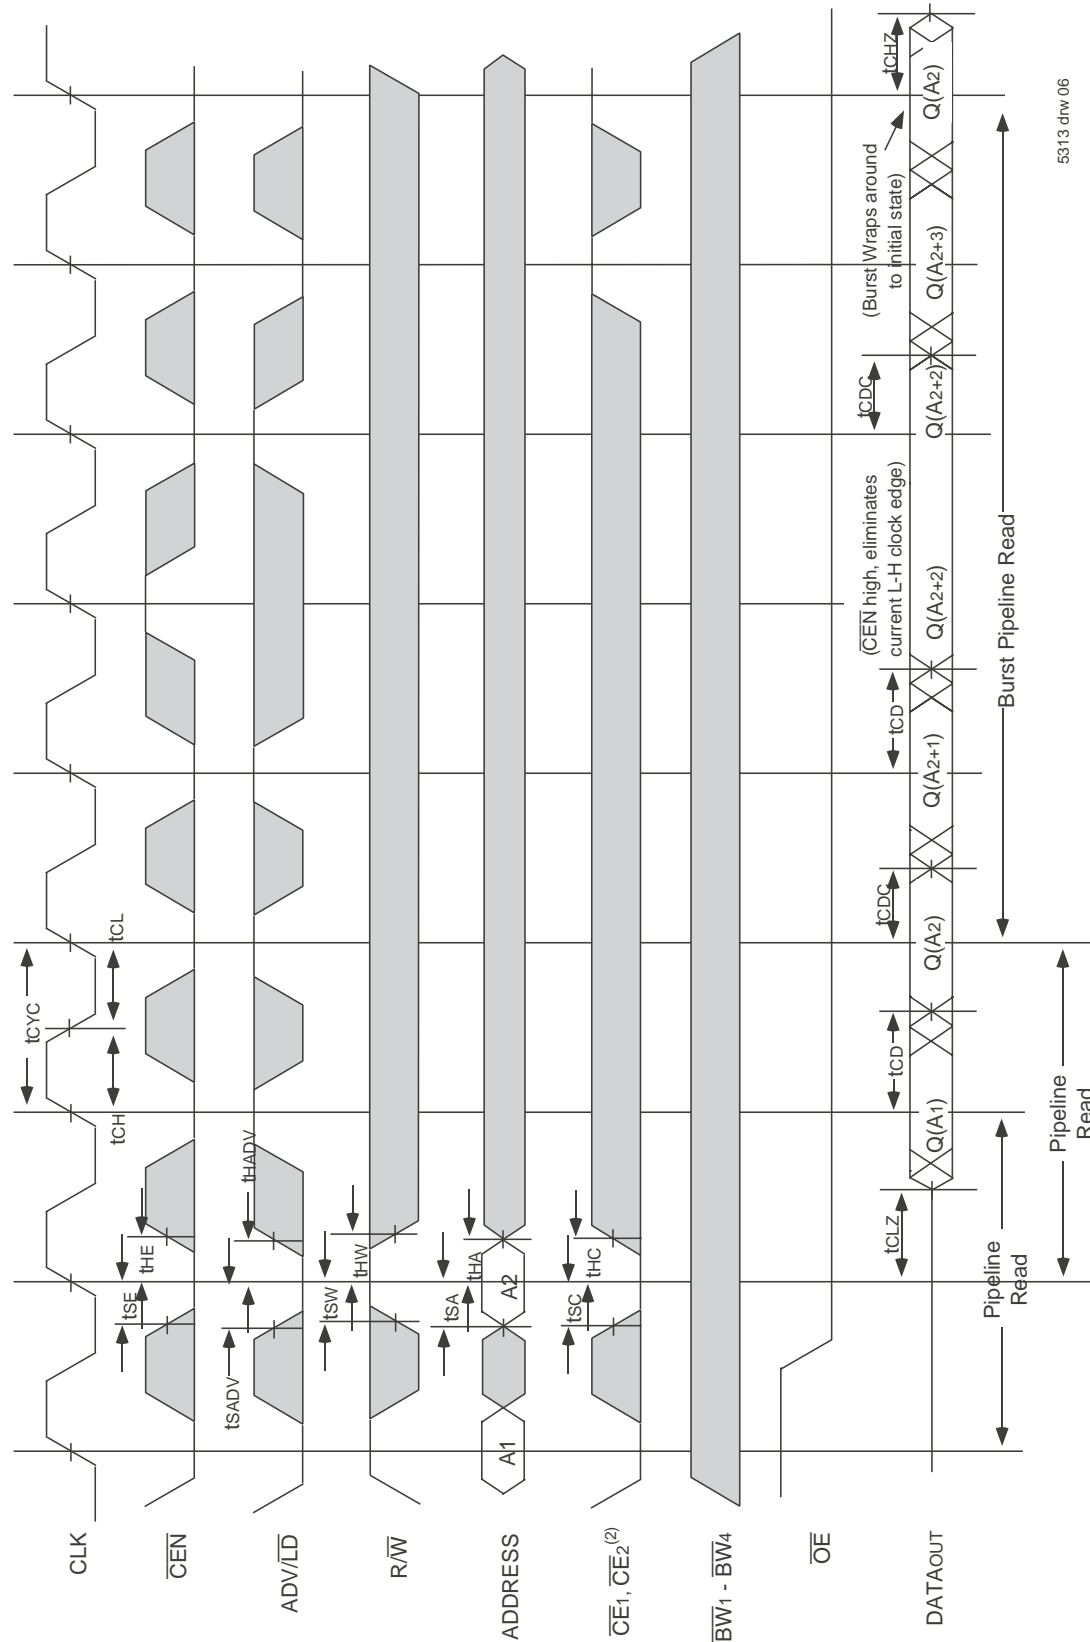 CLK
tCYC
tCH
tCL
CEN
tSE
tHE
ADV/LD
tSADV
tHADV
R/W
tSW
tHW
ADDRESS
A1
A2
tSA
tHA
CE1, CE2(2)
tSC
tHC
BW1 - BW4
OE
(CEN high, eliminates
current L-H clock edge)
(Burst Wraps around
to initial state)
tCLZ
tCD
tCDC
tCD
tCDC
tCHZ
DATAOUT
Q(A1)
Q(A2)
Q(A2+1)
Q(A2+2)
Q(A2+2)
Q(A2+3)
Q(A2)
Pipeline
Read
Burst Pipeline Read
Pipeline
Read
5313 drw 06